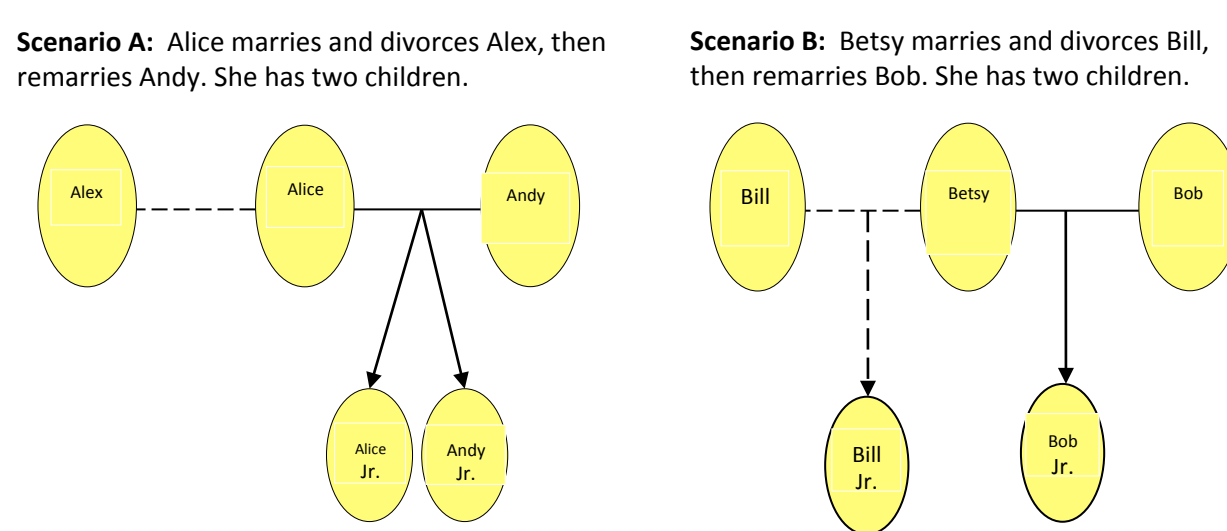 Scenario A: Alice marries and divorces Alex, then
remarries Andy. She has two children.
Alex
Alice
Andy
Alice
Jr.
Andy
Jr.
Scenario B: Betsy marries and divorces Bill,
then remarries Bob. She has two children.
Bill
Betsy
Bob
Bill
Jr.
Bob
Jr.